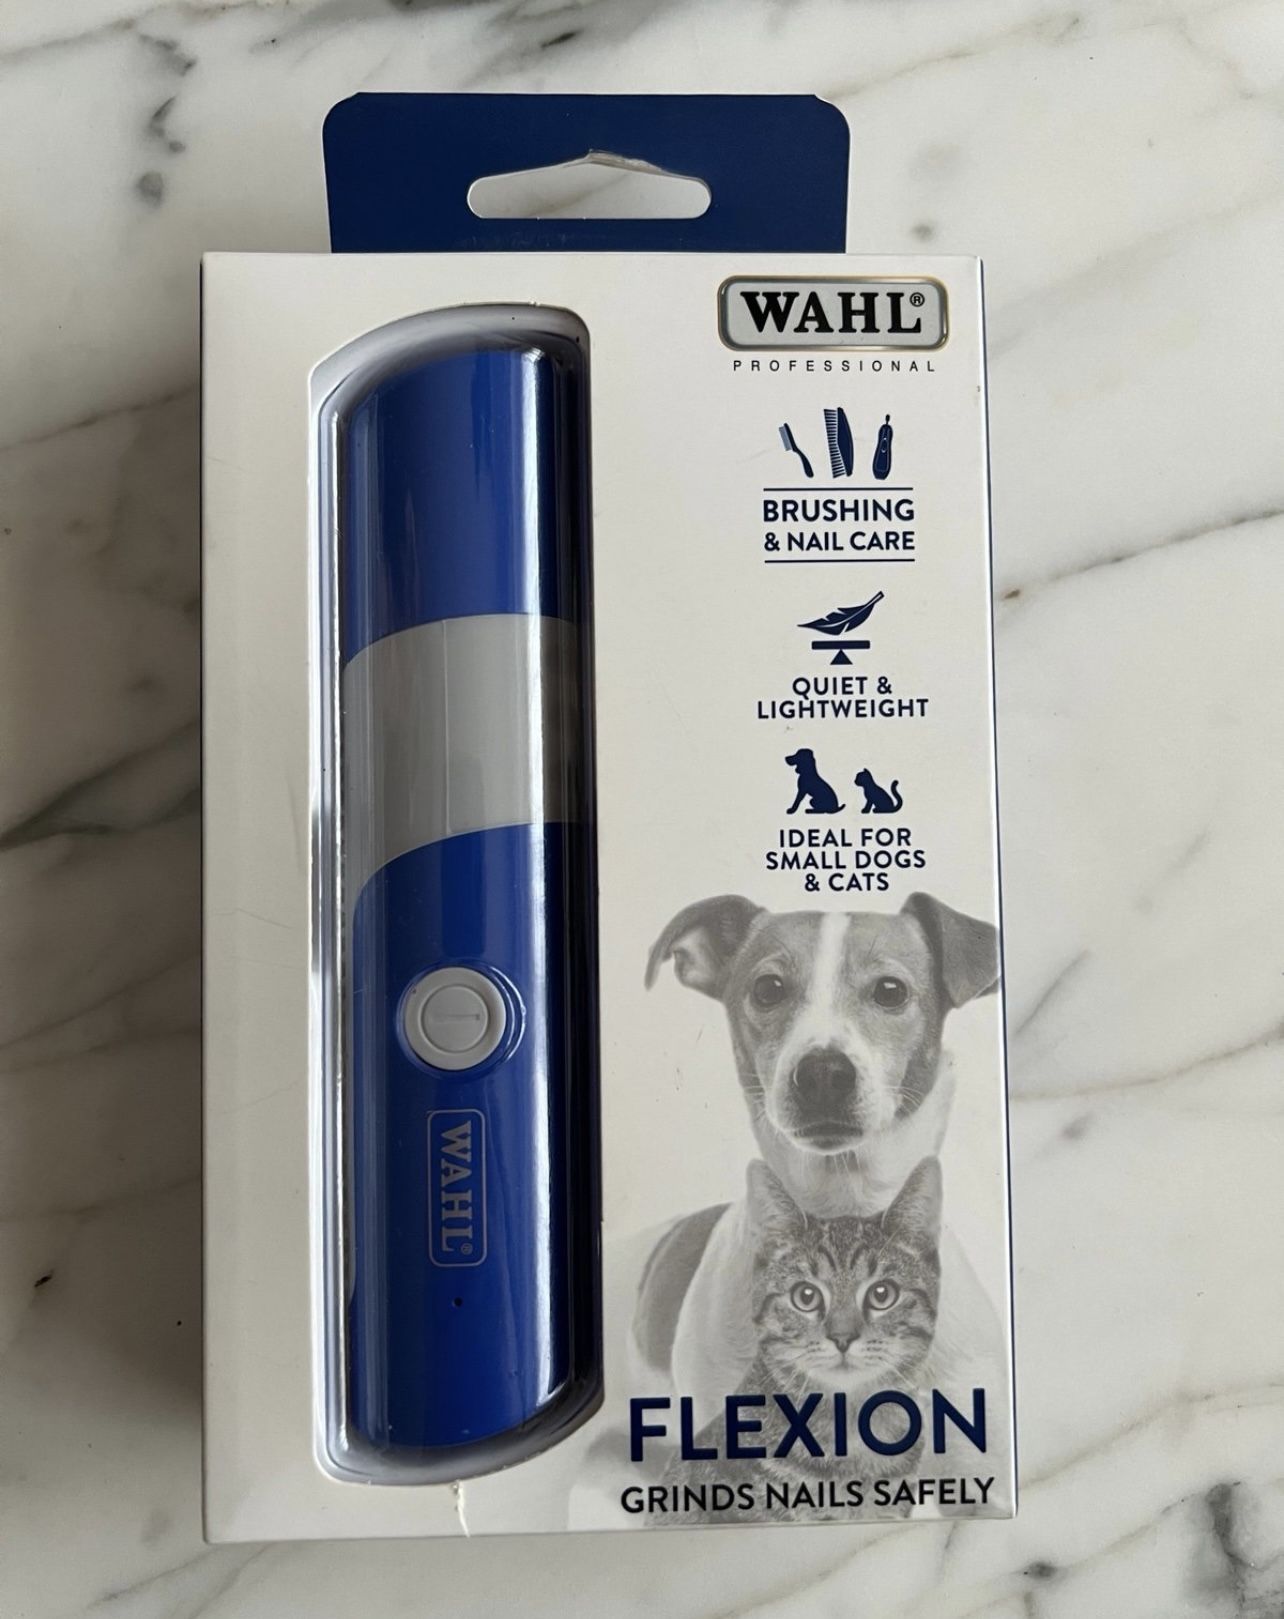 WAHL®
PROFESSIONAL
BRUSHING
& NAIL CARE
QUIET &
LIGHTWEIGHT
IDEAL FOR
SMALL DOGS
& CATS
WAHL®
FLEXION
GRINDS NAILS SAFELY